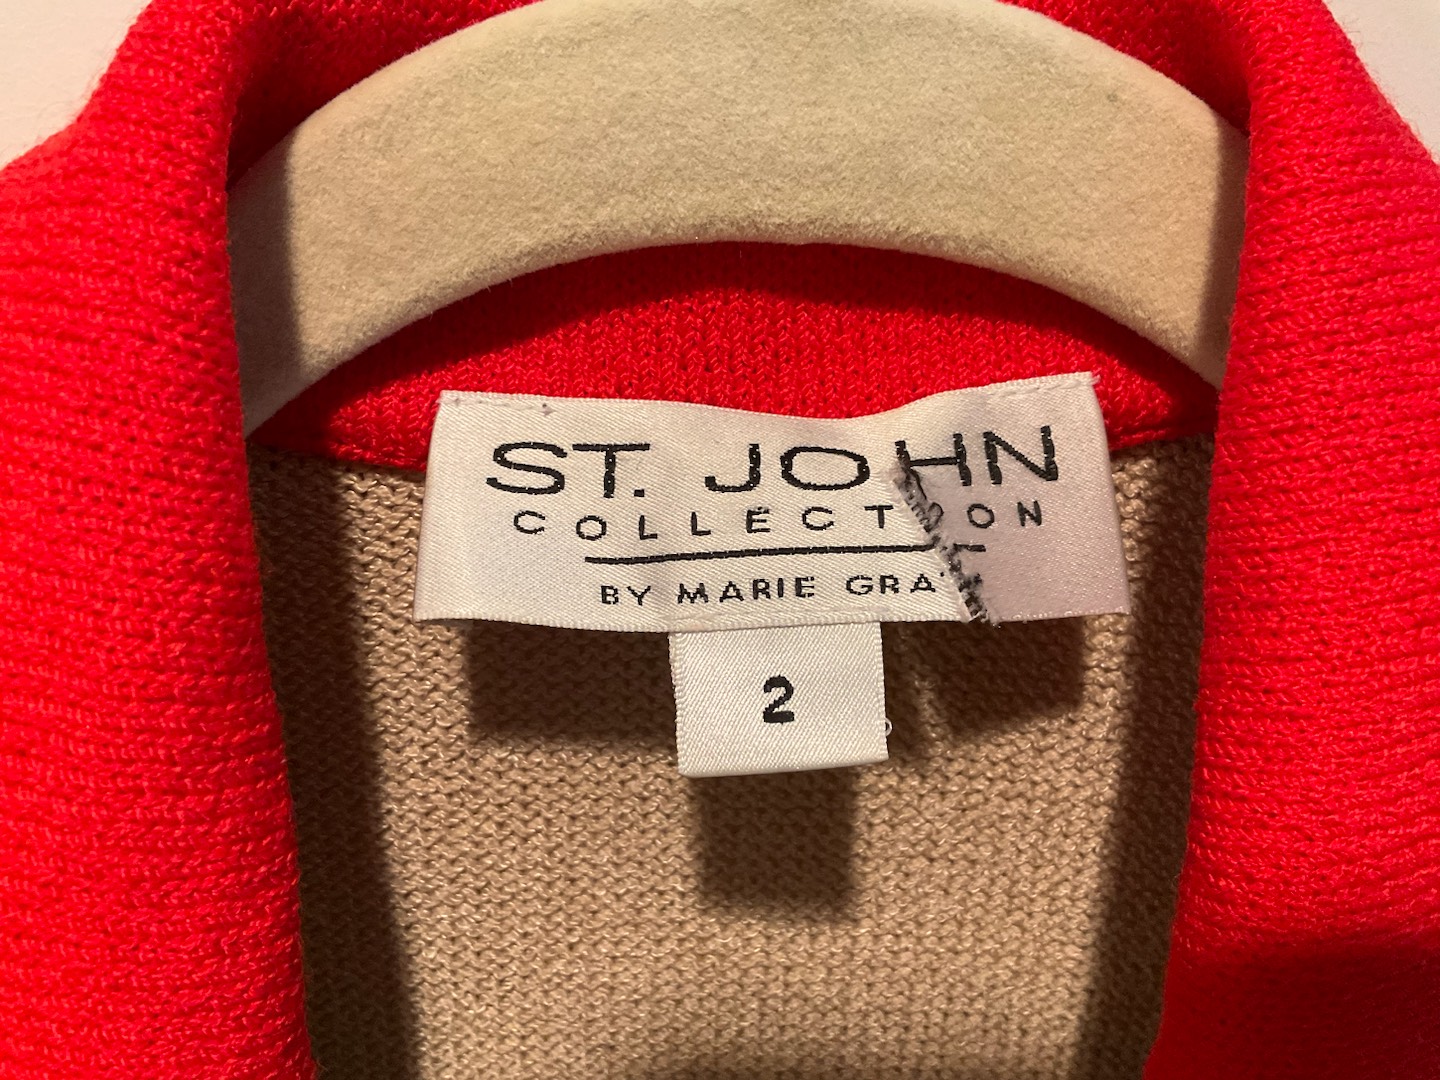 ST. JOHN
COLLECTION
BY MARIE GRA
2